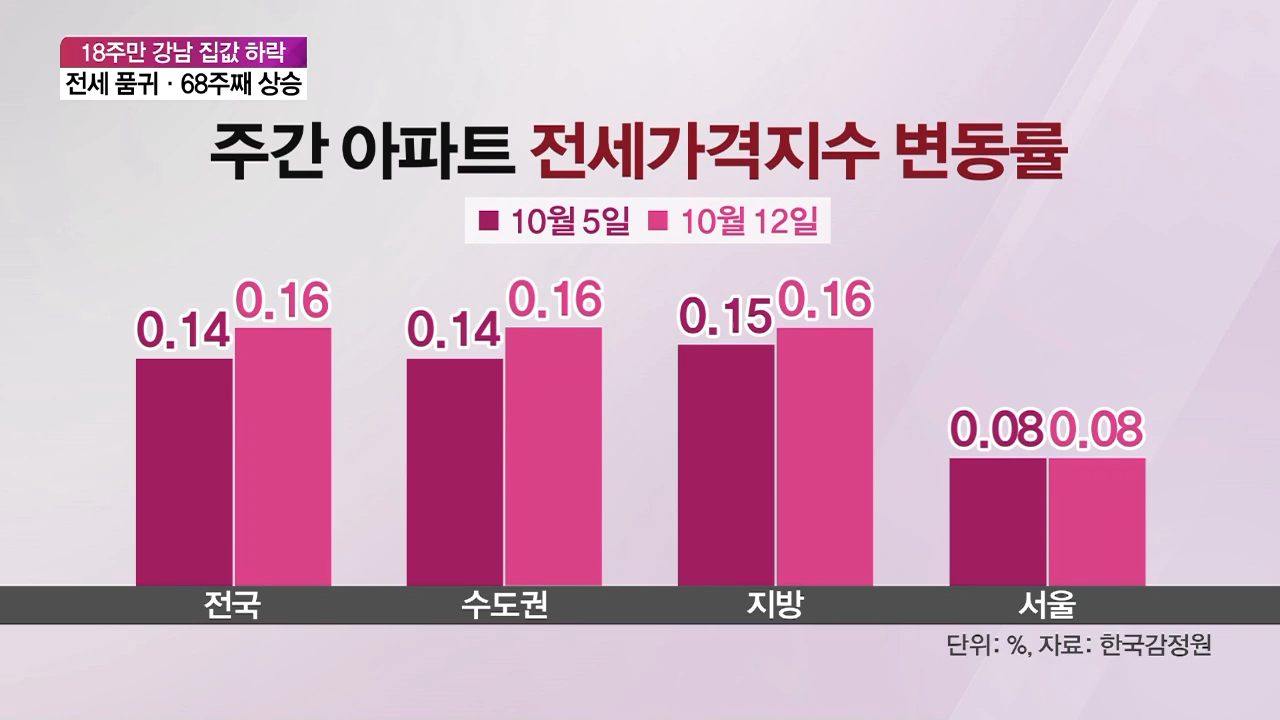 18주만 강남 집값 하락
전세 품귀 · 68주째 상승
주간 아파트 전세가격지수 변동률
■ 10월 5일 ■ 10월 12일
0.14 0.16 0.14 0.16 0.15 0.16 0.08 0.08
전국 수도권 지방 서울
단위: %, 자료: 한국감정원